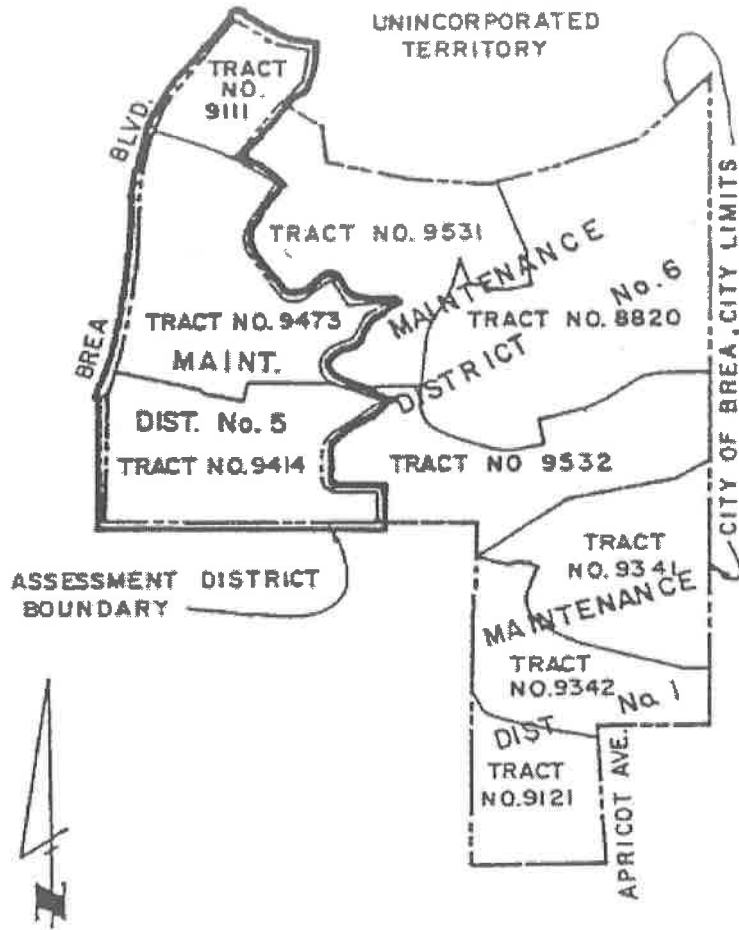 UNINCORPORATED
TERRITORY
TRACT
NO.
9111
BLVD.
BREA
TRACT NO. 9531
MAINTENANCE
DISTRICT
No. 6
TRACT NO. 8820
TRACT NO. 9473
MAINT.
DIST. No. 5
TRACT NO. 9414
TRACT NO 9532
CITY OF BREA, CITY LIMITS
ASSESSMENT DISTRICT
BOUNDARY
TRACT
NO. 9341
MAINTENANCE
TRACT
NO. 9342
DIST
No 1
TRACT
NO. 9121
APRICOT AVE.
N